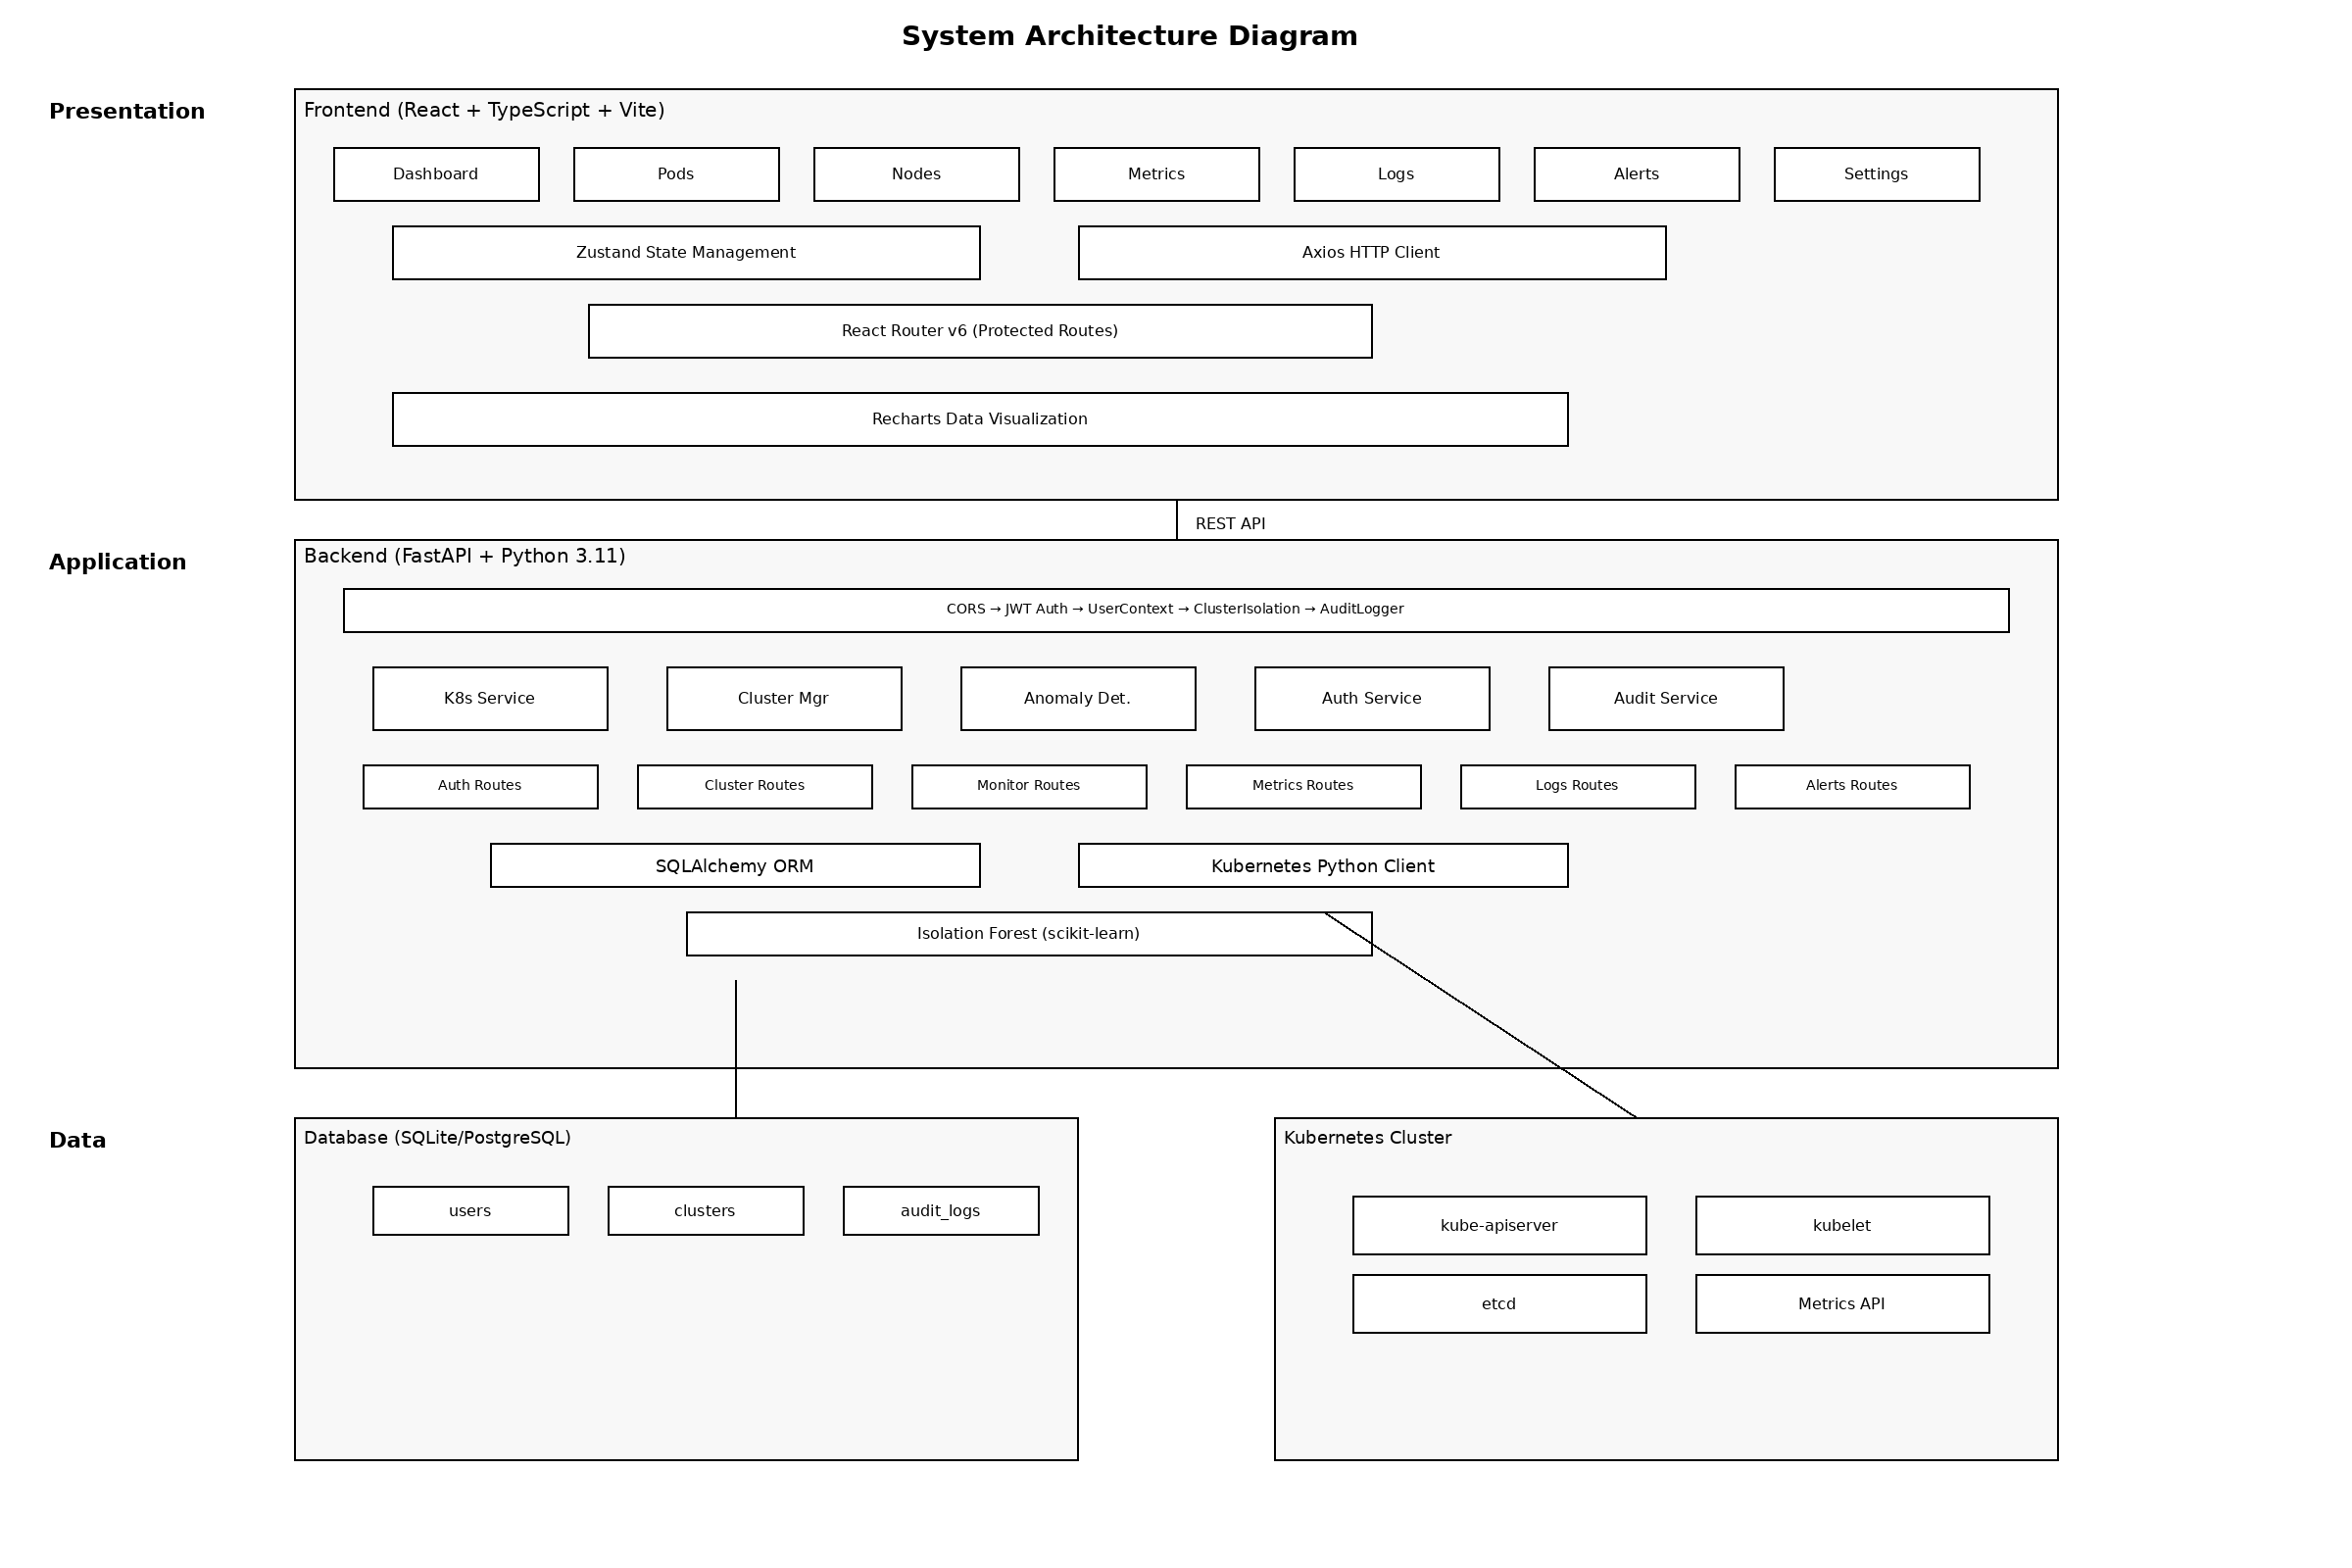 System Architecture Diagram
Presentation
Frontend (React + TypeScript + Vite)
Dashboard
Pods
Nodes
Metrics
Logs
Alerts
Settings
Zustand State Management
Axios HTTP Client
React Router v6 (Protected Routes)
Recharts Data Visualization
REST API
Application
Backend (FastAPI + Python 3.11)
CORS → JWT Auth → UserContext → ClusterIsolation → AuditLogger
K8s Service
Cluster Mgr
Anomaly Det.
Auth Service
Audit Service
Auth Routes
Cluster Routes
Monitor Routes
Metrics Routes
Logs Routes
Alerts Routes
SQLAlchemy ORM
Kubernetes Python Client
Isolation Forest (scikit-learn)
Data
Database (SQLite/PostgreSQL)
users
clusters
audit_logs
Kubernetes Cluster
kube-apiserver
kubelet
etcd
Metrics API